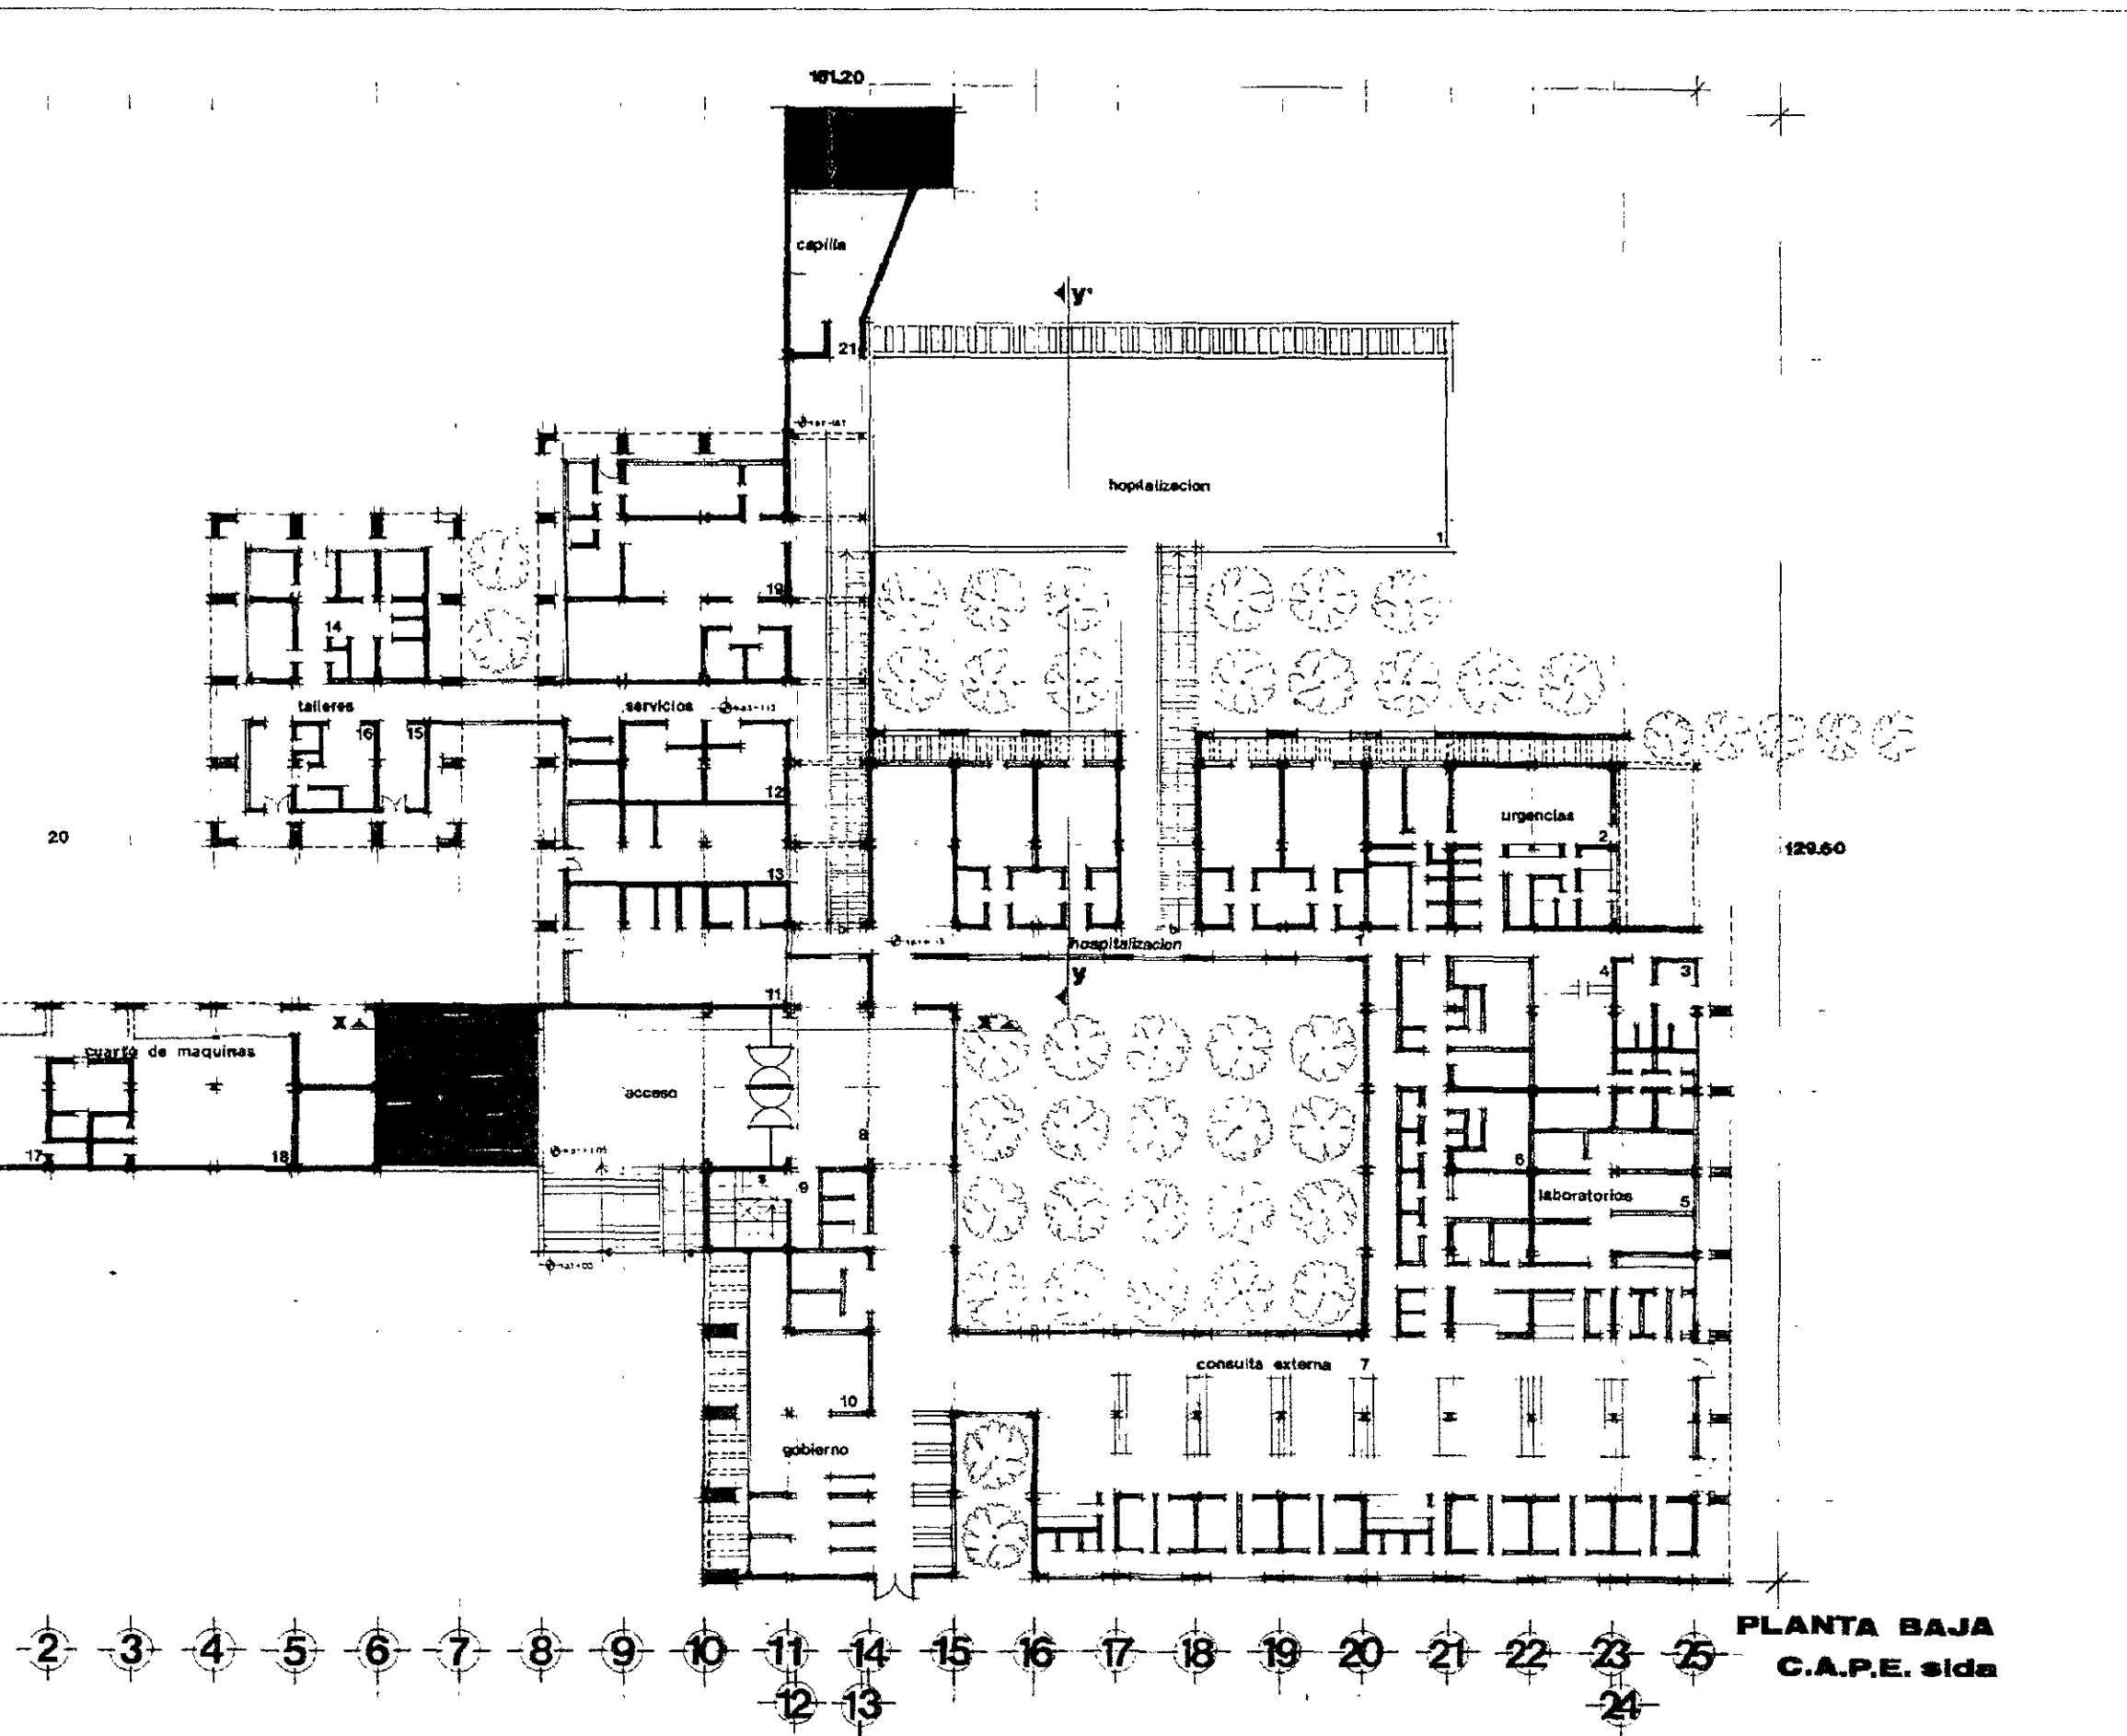 161.20
capilla
y'
21
hopitalizacion
1
19
14
talleres
servicios
16
15
12
urgencias
2
20
129.60
13
hospitalizacion
1
y
4
3
11
x
x
cuarto de maquinas
acceso
8
17
18
s
9
6
laboratorios
5
consulta externa 7
10
gobierno
2 3 4 5 6 7 8 9 10 11 14 15 16 17 18 19 20 21 22 23 25
12 13 24
PLANTA BAJA
C.A.P.E. sida